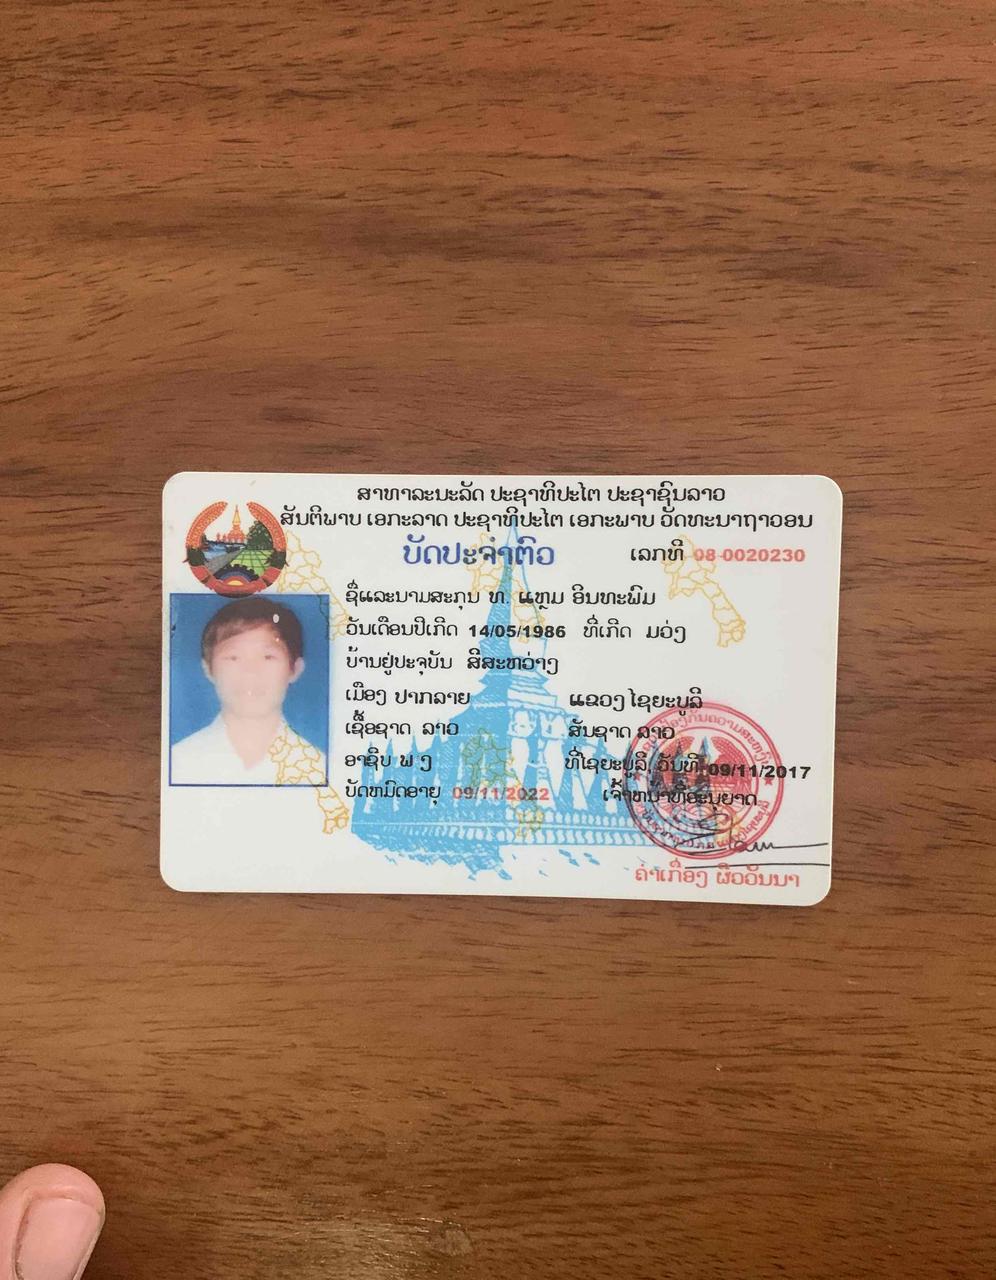 ສາທາລະນະລັດ ປະຊາທິປະໄຕ ປະຊາຊົນລາວ
ສັນຕິພາບ ເອກະລາດ ປະຊາທິປະໄຕ ເອກະພາບ ວັດທະນາຖາວອນ
ບັດປະຈຳຕົວ ເລກທີ 08-0020230
ຊື່ແລະນາມສະກຸນ ທ. ແຫຼມ ອິນທະພົມ
ວັນເດືອນປີເກີດ 14/05/1986 ທີ່ເກີດ ມວ່ງ
ບ້ານຢູ່ປະຈຸບັນ ສີສະຫວ່າງ
ເມືອງ ປາກລາຍ ແຂວງ ໄຊຍະບູລີ
ເຊື້ອຊາດ ລາວ ສັນຊາດ ລາວ
ອາຊີບ ພ ງ ທີ່ໄຊຍະບູລີ, ວັນທີ 09/11/2017
ບັດຫມົດອາຍຸ 09/11/2022 ເຈົ້າຫນ້າທີ່ອະນຸຍາດ
ຄຳເກື່ອງ ຜິວວັນນາ